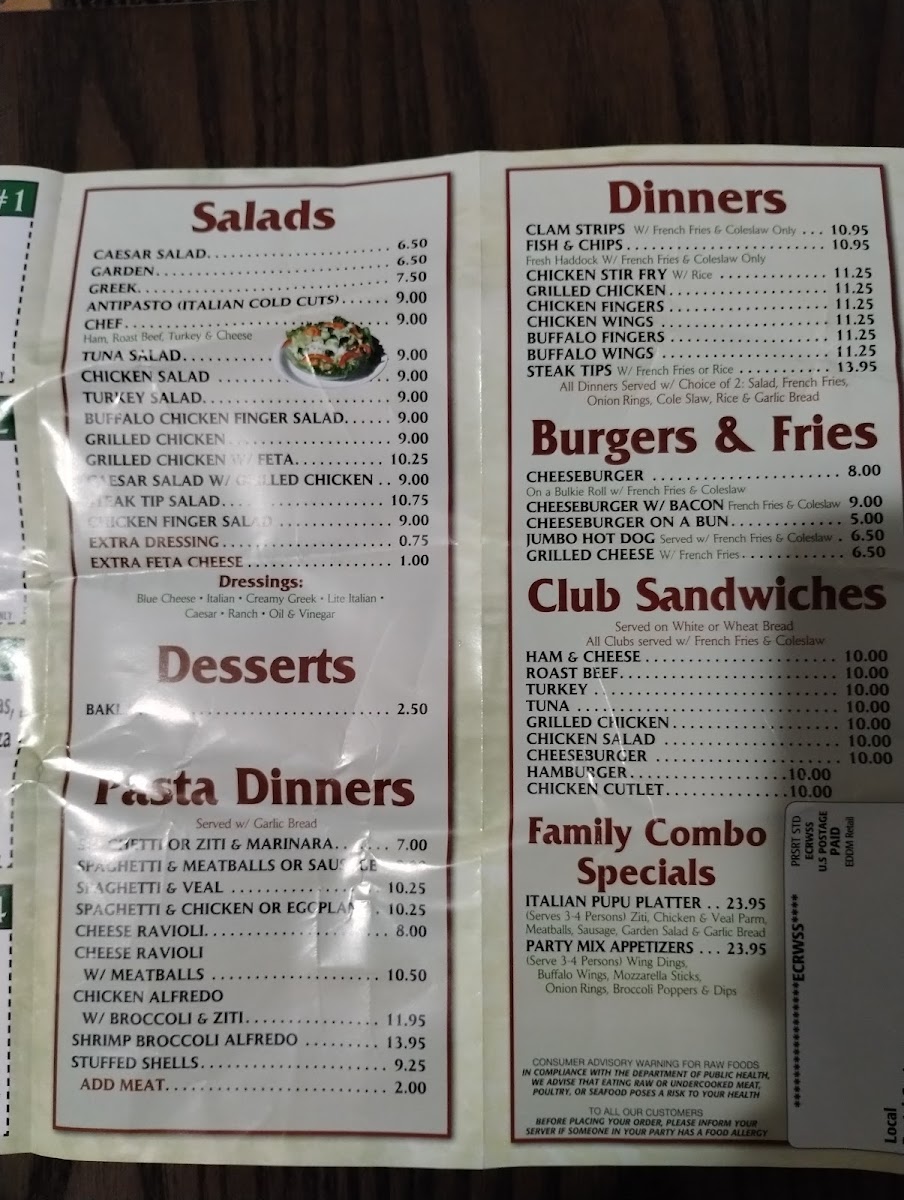 #1
Salads
CAESAR SALAD 6.50
GARDEN 6.50
GREEK 7.50
ANTIPASTO (ITALIAN COLD CUTS) 9.00
CHEF 9.00
Ham, Roast Beef, Turkey & Cheese
TUNA SALAD 9.00
CHICKEN SALAD 9.00
TURKEY SALAD 9.00
BUFFALO CHICKEN FINGER SALAD 9.00
GRILLED CHICKEN 9.00
GRILLED CHICKEN W/ FETA 10.25
CAESAR SALAD W/ GRILLED CHICKEN 9.00
STEAK TIP SALAD 10.75
CHICKEN FINGER SALAD 9.00
EXTRA DRESSING 0.75
EXTRA FETA CHEESE 1.00
Dressings:
Blue Cheese • Italian • Creamy Greek • Lite Italian •
Caesar • Ranch • Oil & Vinegar
Desserts
2.50
Pasta Dinners
Served w/ Garlic Bread
SPAGHETTI OR ZITI & MARINARA 7.00
SPAGHETTI & MEATBALLS OR SAUSAGE
SPAGHETTI & VEAL 10.25
SPAGHETTI & CHICKEN OR EGGPLANT 10.25
CHEESE RAVIOLI 8.00
CHEESE RAVIOLI
W/ MEATBALLS 10.50
CHICKEN ALFREDO
W/ BROCCOLI & ZITI 11.95
SHRIMP BROCCOLI ALFREDO 13.95
STUFFED SHELLS 9.25
ADD MEAT 2.00
Dinners
CLAM STRIPS W/ French Fries & Coleslaw Only 10.95
FISH & CHIPS 10.95
Fresh Haddock W/ French Fries & Coleslaw Only
CHICKEN STIR FRY W/ Rice 11.25
GRILLED CHICKEN 11.25
CHICKEN FINGERS 11.25
CHICKEN WINGS 11.25
BUFFALO FINGERS 11.25
BUFFALO WINGS 11.25
STEAK TIPS W/ French Fries or Rice 13.95
All Dinners Served w/ Choice of 2: Salad, French Fries,
Onion Rings, Cole Slaw, Rice & Garlic Bread
Burgers & Fries
CHEESEBURGER 8.00
On a Bulkie Roll w/ French Fries & Coleslaw
CHEESEBURGER W/ BACON French Fries & Coleslaw 9.00
CHEESEBURGER ON A BUN 5.00
JUMBO HOT DOG Served w/ French Fries & Coleslaw 6.50
GRILLED CHEESE W/ French Fries 6.50
Club Sandwiches
Served on White or Wheat Bread
All Clubs served w/ French Fries & Coleslaw
HAM & CHEESE 10.00
ROAST BEEF 10.00
TURKEY 10.00
TUNA 10.00
GRILLED CHICKEN 10.00
CHICKEN SALAD 10.00
CHEESEBURGER 10.00
HAMBURGER 10.00
CHICKEN CUTLET 10.00
Family Combo
Specials
ITALIAN PUPU PLATTER 23.95
(Serves 3-4 Persons) Ziti, Chicken & Veal Parm,
Meatballs, Sausage, Garden Salad & Garlic Bread
PARTY MIX APPETIZERS 23.95
(Serve 3-4 Persons) Wing Dings,
Buffalo Wings, Mozzarella Sticks,
Onion Rings, Broccoli Poppers & Dips
CONSUMER ADVISORY WARNING FOR RAW FOODS
IN COMPLIANCE WITH THE DEPARTMENT OF PUBLIC HEALTH,
WE ADVISE THAT EATING RAW OR UNDERCOOKED MEAT,
POULTRY, OR SEAFOOD POSES A RISK TO YOUR HEALTH
TO ALL OUR CUSTOMERS
BEFORE PLACING YOUR ORDER, PLEASE INFORM YOUR
SERVER IF SOMEONE IN YOUR PARTY HAS A FOOD ALLERGY
PRSRT STD
ECRWSS
U.S POSTAGE
PAID
EDDM Retail
********************ECRWSS****
Local